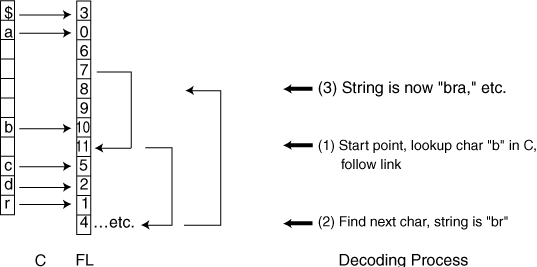 $ 3
a 0
6
7
8 (3) String is now "bra," etc.
9
b 10
11 (1) Start point, lookup char "b" in C,
c 5 follow link
d 2
r 1
4 ...etc. (2) Find next char, string is "br"
C FL Decoding Process